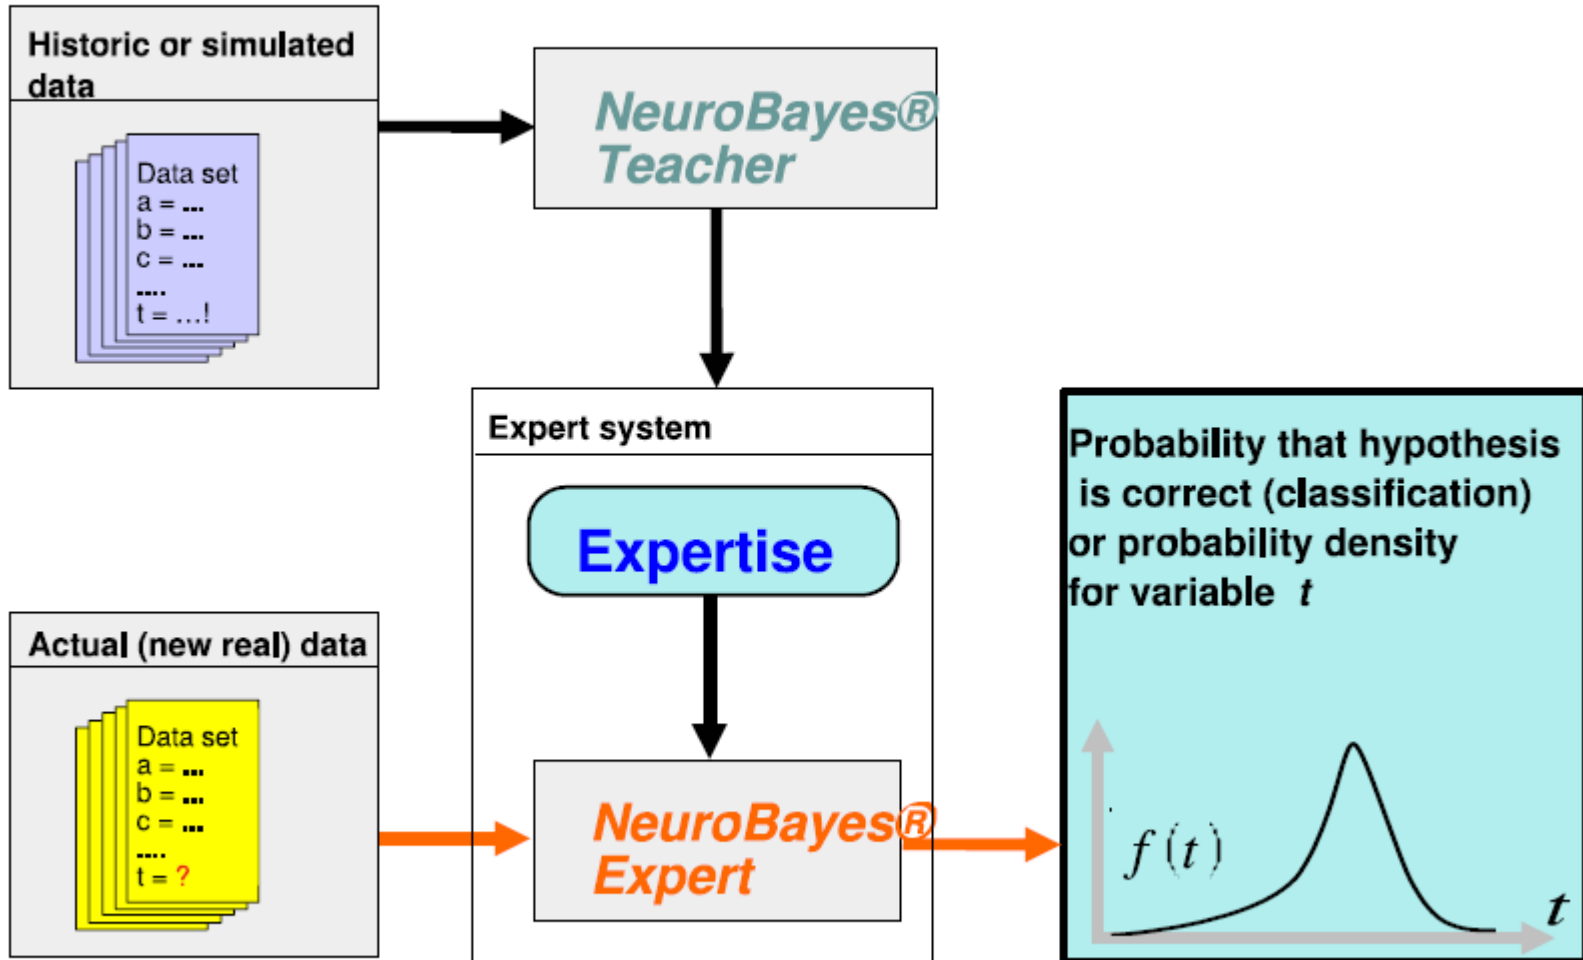 Historic or simulated
data
Data set
a = ...
b = ...
c = ...
....
t = ...!
NeuroBayes®
Teacher
Expert system
Expertise
NeuroBayes®
Expert
Actual (new real) data
Data set
a = ...
b = ...
c = ...
....
t = ?
Probability that hypothesis
is correct (classification)
or probability density
for variable t
f(t)
t